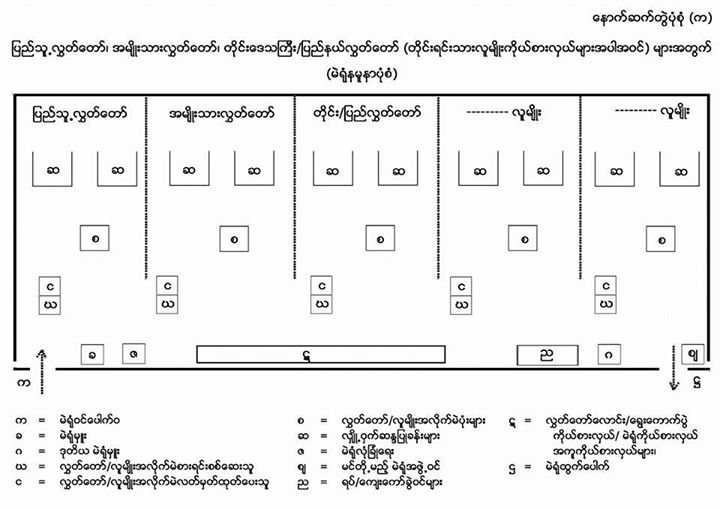 နောက်ဆက်တွဲပုံစံ (က)
ပြည်သူ့လွှတ်တော်၊ အမျိုးသားလွှတ်တော်၊ တိုင်းဒေသကြီး/ပြည်နယ်လွှတ်တော် (တိုင်းရင်းသားလူမျိုးကိုယ်စားလှယ်များအပါအဝင်) များအတွက်
(မဲရုံနမူနာပုံစံ)
ပြည်သူ့လွှတ်တော် အမျိုးသားလွှတ်တော် တိုင်း/ပြည်လွှတ်တော် --------- လူမျိုး --------- လူမျိုး
ဆ ဆ ဆ ဆ ဆ ဆ ဆ ဆ ဆ ဆ
စ စ စ စ စ
င င င င င
ဃ ဃ ဃ ဃ ဃ
ခ ဇ ဋ ည ဂ ဈ
က ဌ
က = မဲရုံဝင်ပေါက်ဝ
ခ = မဲရုံမှူး
ဂ = ဒုတိယ မဲရုံမှူး
ဃ = လွှတ်တော်/လူမျိုးအလိုက်မဲစာရင်းစစ်ဆေးသူ
င = လွှတ်တော်/လူမျိုးအလိုက်မဲလတ်မှတ်ထုတ်ပေးသူ
စ = လွှတ်တော်/လူမျိုးအလိုက်မဲပုံးများ
ဆ = လျှို့ဝှက်ဆန္ဒပြုခန်းများ
ဇ = မဲရုံလုံခြုံရေး
ဈ = မင်တို့မည့် မဲရုံအဖွဲ့ဝင်
ည = ရပ်/ကျေးကော်ခွဲဝင်များ
ဋ = လွှတ်တော်လောင်း/ရွေးကောက်ပွဲ
ကိုယ်စားလှယ်/ မဲရုံကိုယ်စားလှယ်
အကူကိုယ်စားလှယ်များ၊
ဌ = မဲရုံထွက်ပေါက်